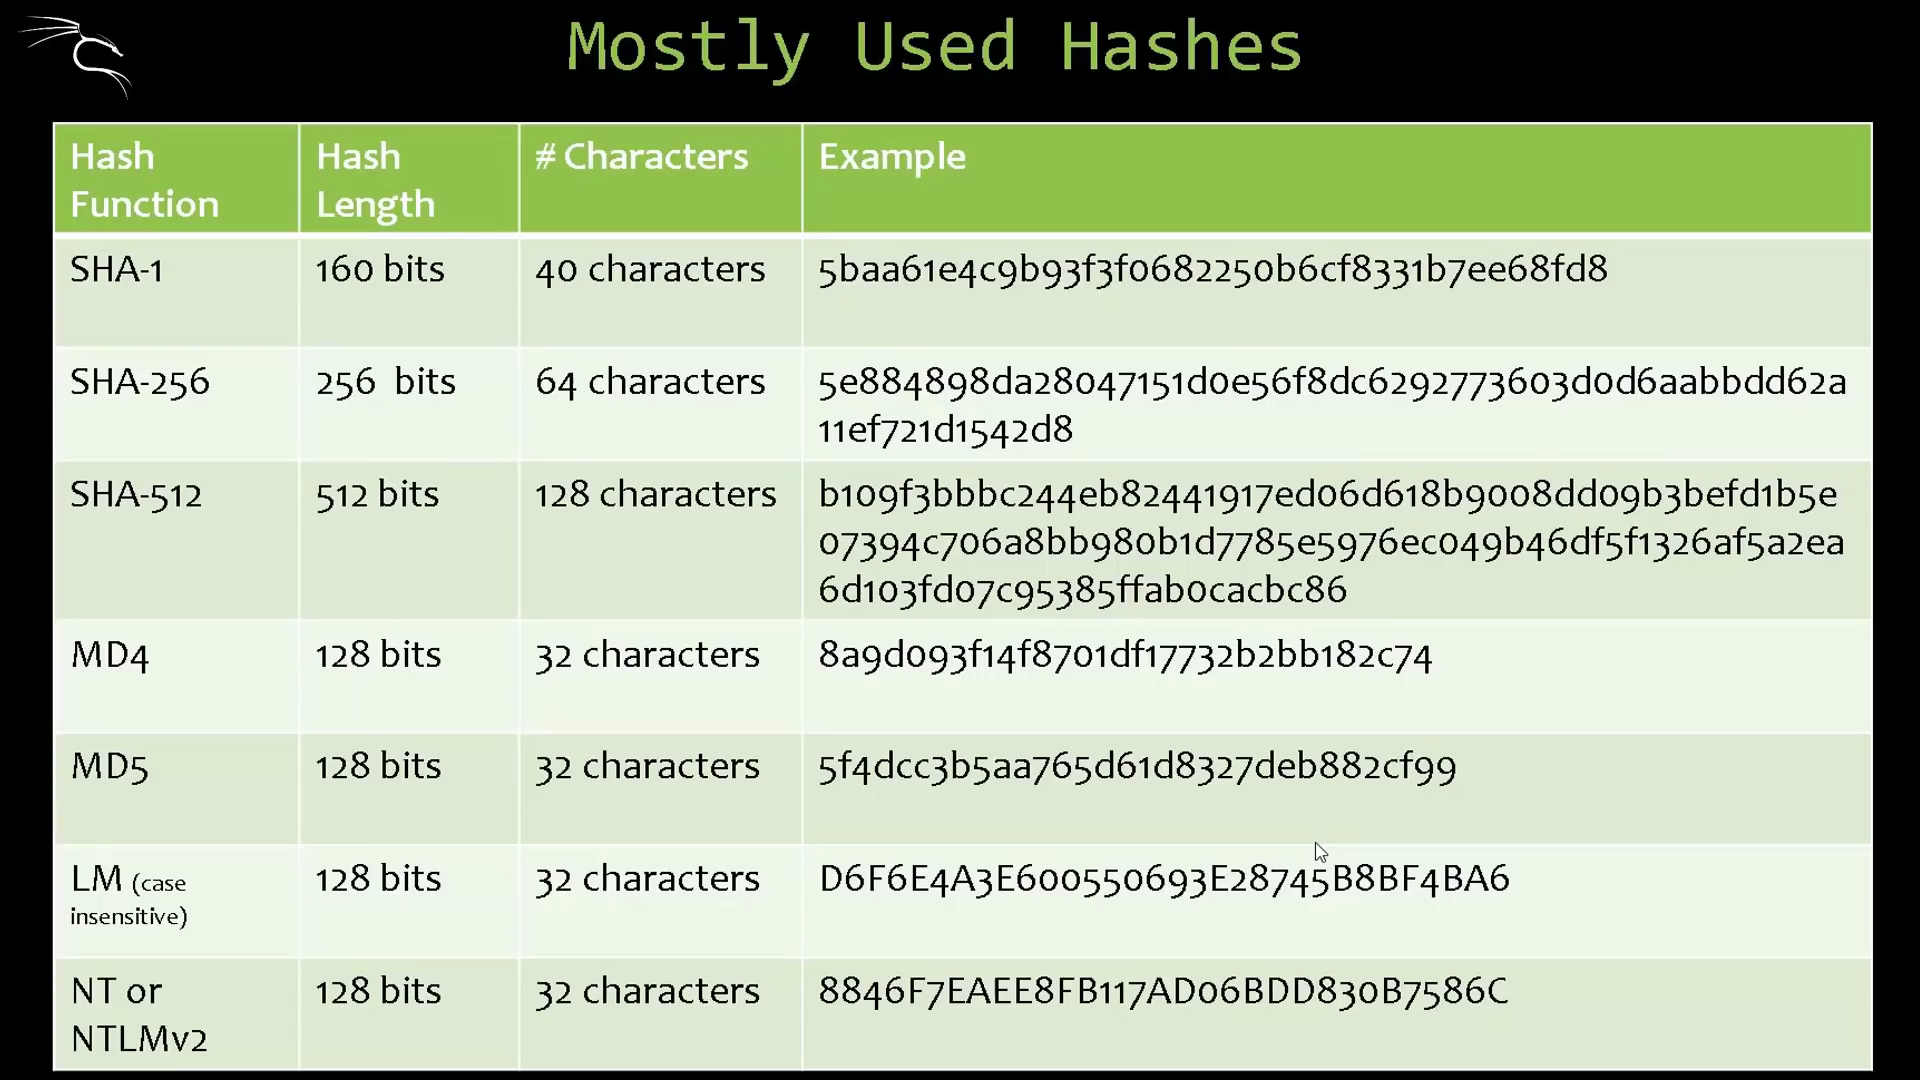 Mostly Used Hashes
Hash Function
Hash Length
# Characters
Example
SHA-1
160 bits
40 characters
5baa61e4c9b93f3f0682250b6cf8331b7ee68fd8
SHA-256
256 bits
64 characters
5e884898da28047151d0e56f8dc6292773603d0d6aabbdd62a
11ef721d1542d8
SHA-512
512 bits
128 characters
b109f3bbbc244eb82441917ed06d618b9008dd09b3befd1b5e
07394c706a8bb980b1d7785e5976ec049b46df5f1326af5a2ea
6d103fd07c95385ffab0cacbc86
MD4
128 bits
32 characters
8a9d093f14f8701df17732b2bb182c74
MD5
128 bits
32 characters
5f4dcc3b5aa765d61d8327deb882cf99
LM (case
insensitive)
128 bits
32 characters
D6F6E4A3E600550693E28745B8BF4BA6
NT or
NTLMv2
128 bits
32 characters
8846F7EAEE8FB117AD06BDD830B7586C